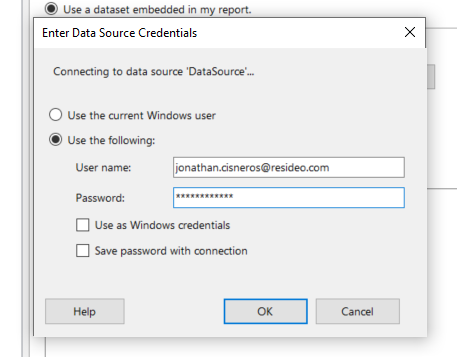 Use a dataset embedded in my report.
Enter Data Source Credentials
Connecting to data source 'DataSource'...
Use the current Windows user
Use the following:
User name: jonathan.cisneros@resideo.com
Password: ************
Use as Windows credentials
Save password with connection
Help OK Cancel